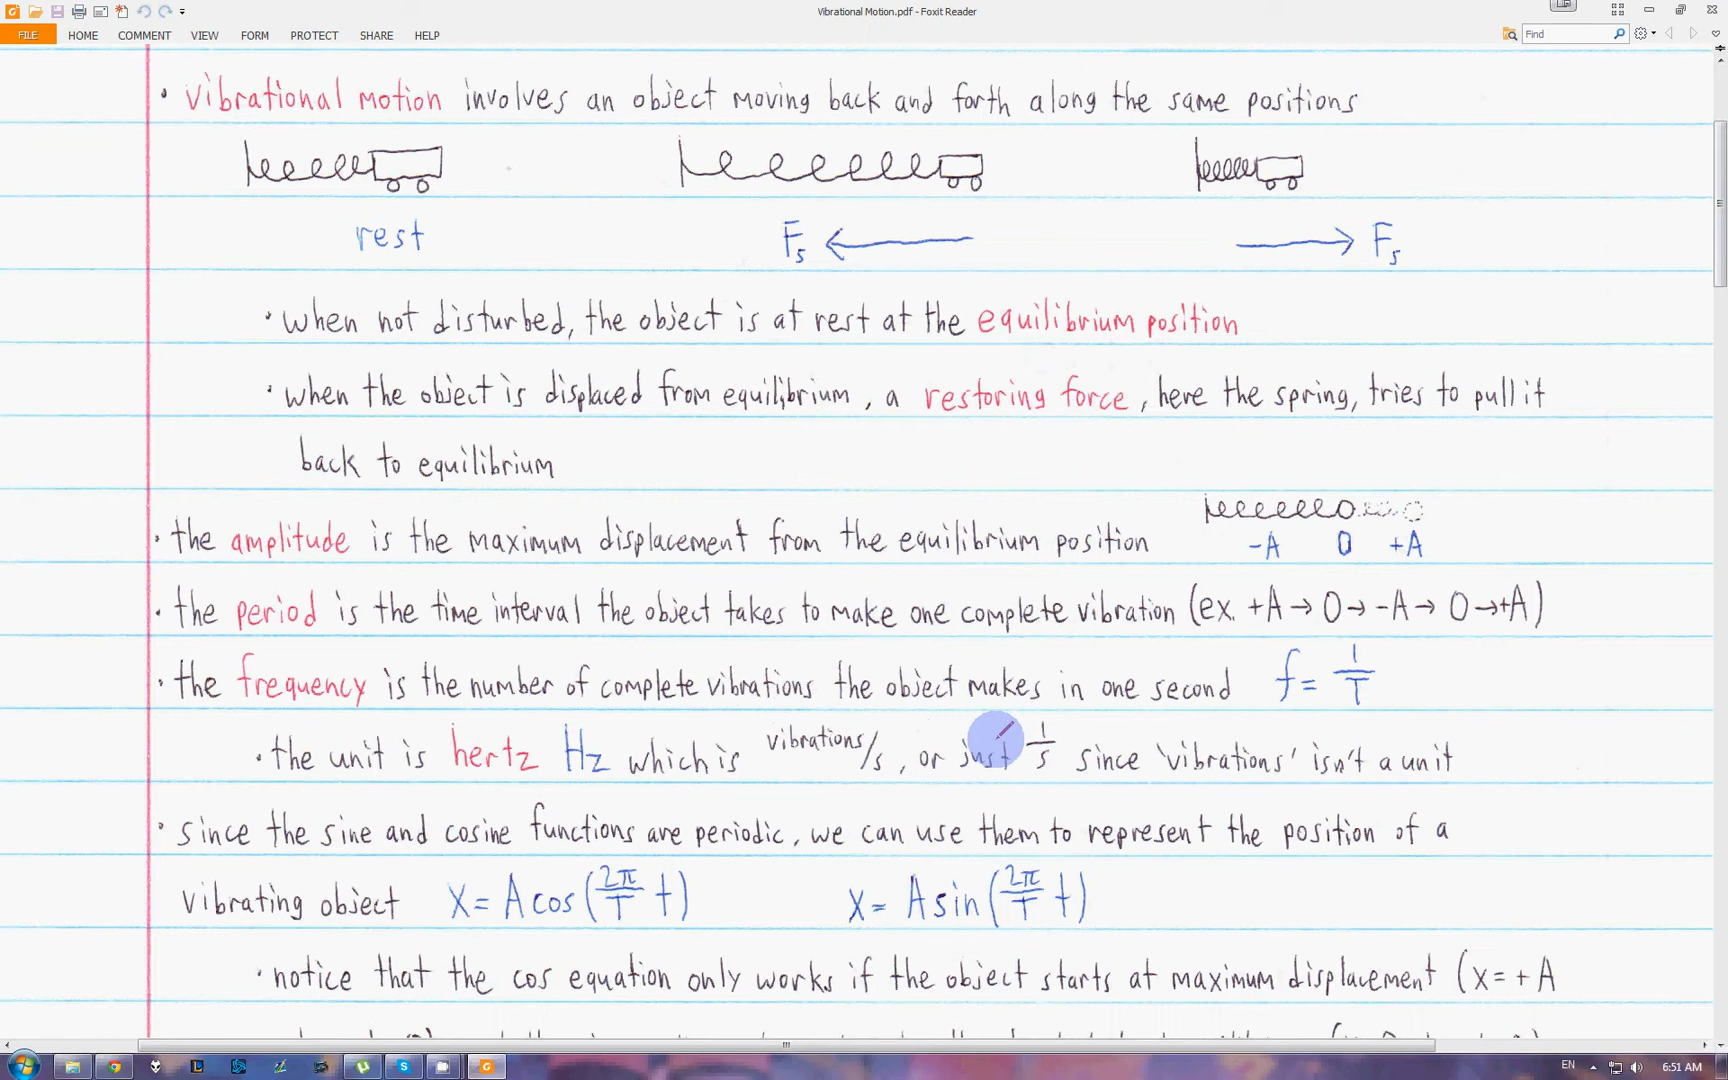 Vibrational Motion.pdf - Foxit Reader
FILE HOME COMMENT VIEW FORM PROTECT SHARE HELP Find
• vibrational motion involves an object moving back and forth along the same positions
rest Fs Fs
• when not disturbed, the object is at rest at the equilibrium position
• when the object is displaced from equilibrium, a restoring force, here the spring, tries to pull it
back to equilibrium
• the amplitude is the maximum displacement from the equilibrium position -A 0 +A
• the period is the time interval the object takes to make one complete vibration (ex. +A → 0 → -A → 0 → +A)
• the frequency is the number of complete vibrations the object makes in one second f = 1/T
• the unit is hertz Hz which is vibrations/s, or just 1/s since 'vibrations' isn't a unit
• since the sine and cosine functions are periodic, we can use them to represent the position of a
vibrating object x = A cos (2π/T t) x = A sin (2π/T t)
• notice that the cos equation only works if the object starts at maximum displacement (x = + A
EN 6:51 AM